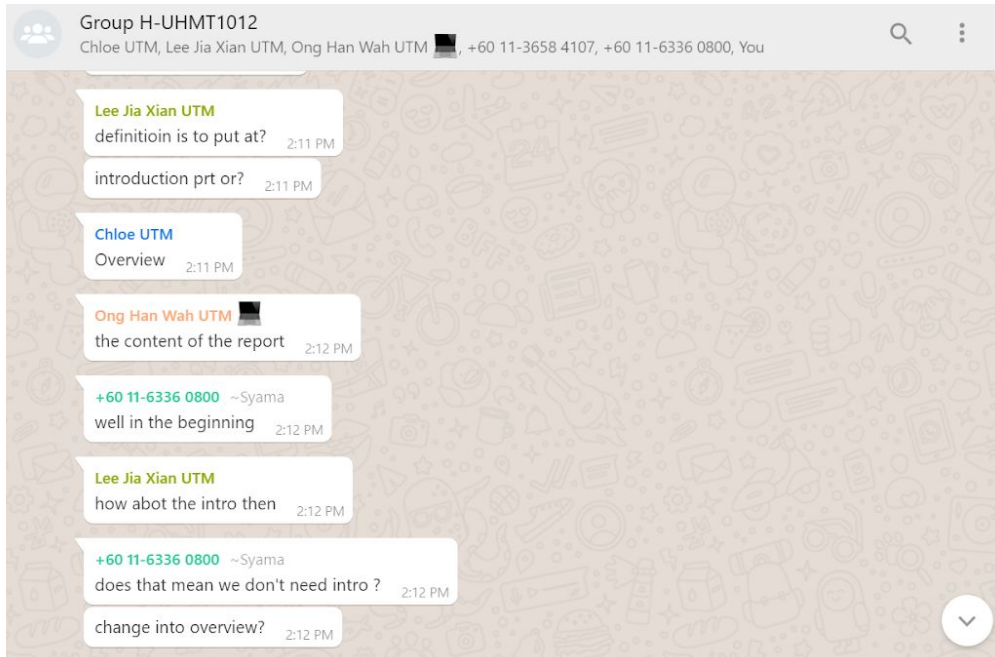 Group H-UHMT1012
Chloe UTM, Lee Jia Xian UTM, Ong Han Wah UTM 💻, +60 11-3658 4107, +60 11-6336 0800, You
Lee Jia Xian UTM
definitioin is to put at? 2:11 PM
introduction prt or? 2:11 PM
Chloe UTM
Overview 2:11 PM
Ong Han Wah UTM 💻
the content of the report 2:12 PM
+60 11-6336 0800 ~Syama
well in the beginning 2:12 PM
Lee Jia Xian UTM
how abot the intro then 2:12 PM
+60 11-6336 0800 ~Syama
does that mean we don't need intro ? 2:12 PM
change into overview? 2:12 PM